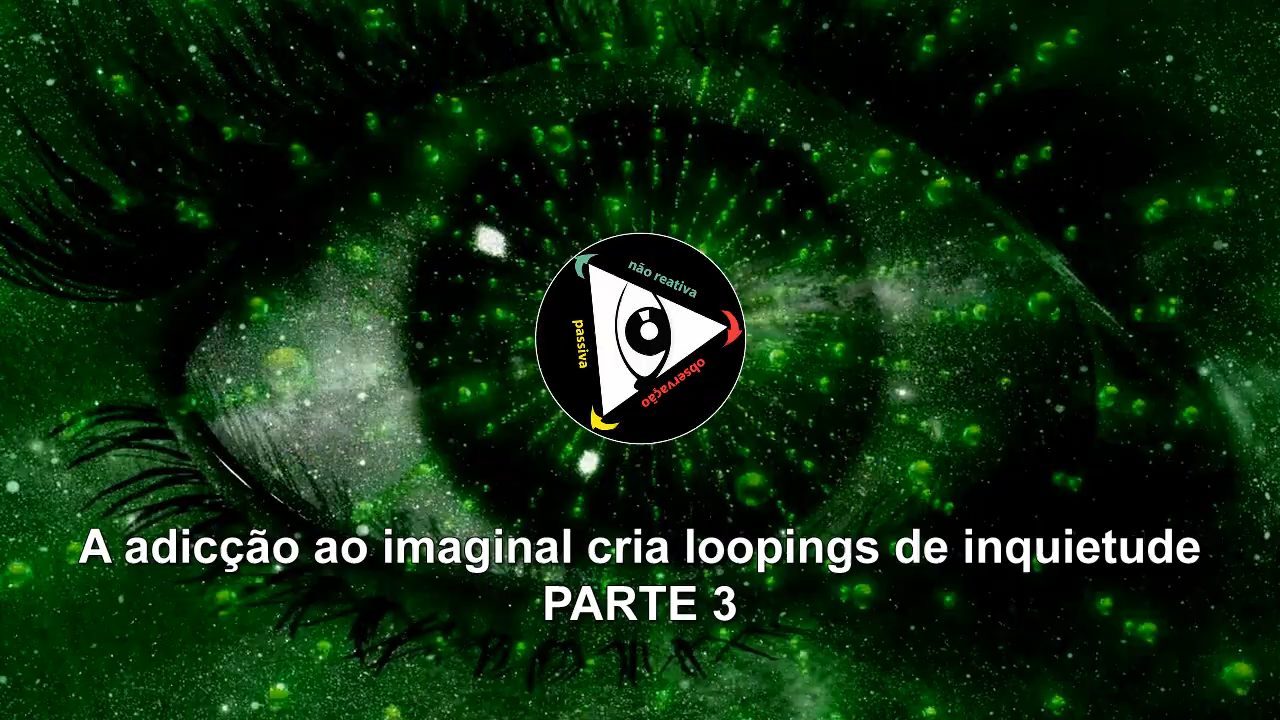 não reativa
passiva
observação
A adicção ao imaginal cria loopings de inquietude
PARTE 3